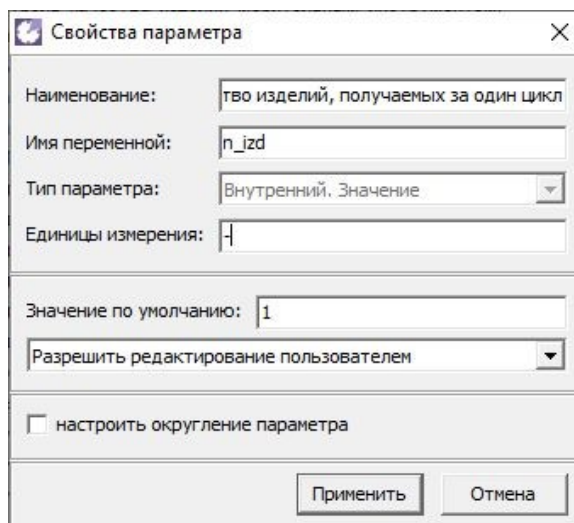 Свойства параметра
Наименование: тво изделий, получаемых за один цикл
Имя переменной: n_izd
Тип параметра: Внутренний. Значение
Единицы измерения: -
Значение по умолчанию: 1
Разрешить редактирование пользователем
настроить округление параметра
Применить Отмена